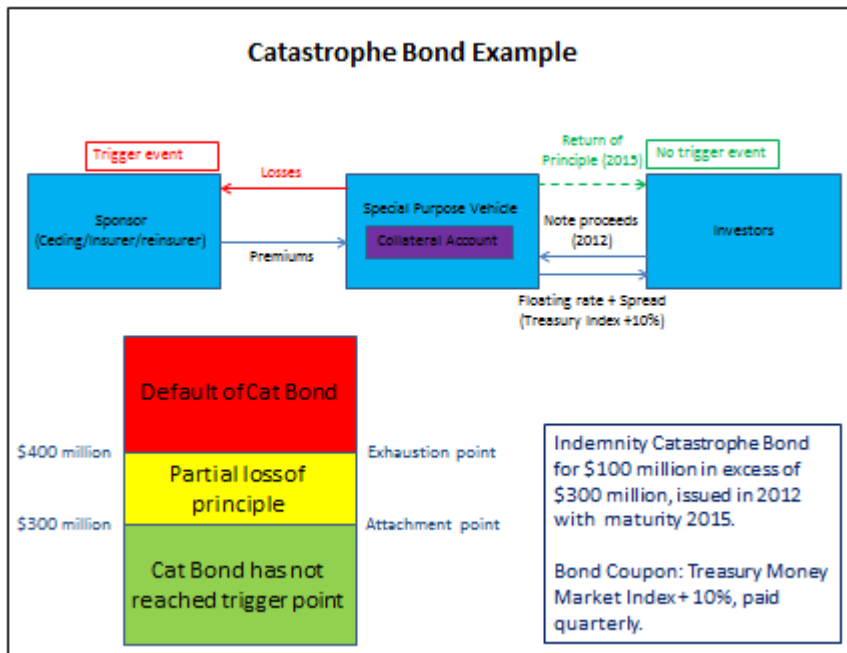 Catastrophe Bond Example
Trigger event
Losses
Return of
Principle (2015)
No trigger event
Sponsor
(Ceding/Insurer/reinsurer)
Premiums
Special Purpose Vehicle
Collateral Account
Note proceeds
(2012)
Investors
Floating rate + Spread
(Treasury Index +10%)
Default of Cat Bond
$400 million
Exhaustion point
Partial lossof
principle
$300 million
Attachment point
Cat Bond has not
reached trigger point
Indemnity Catastrophe Bond
for $100 million in excess of
$300 million, issued in 2012
with maturity 2015.
Bond Coupon: Treasury Money
Market Index+ 10%, paid
quarterly.